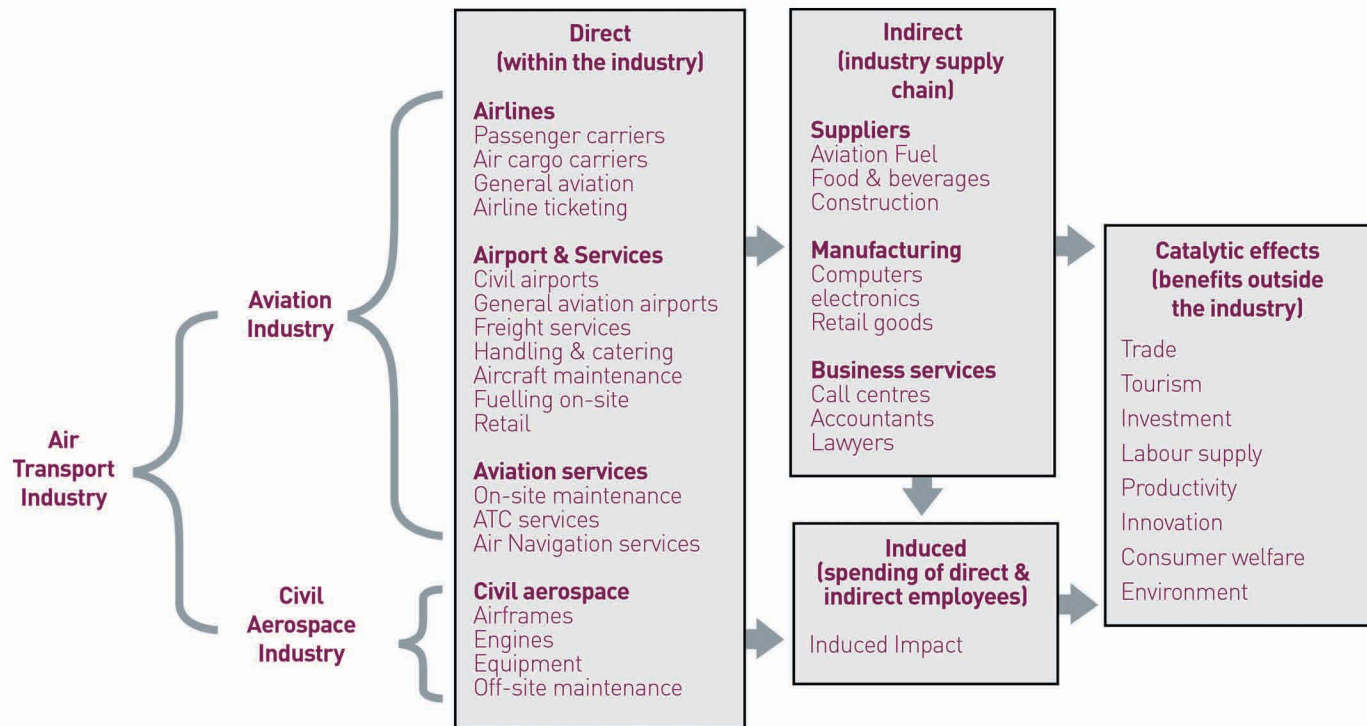 Air
Transport
Industry
Aviation
Industry
Civil
Aerospace
Industry
Direct
(within the industry)
Airlines
Passenger carriers
Air cargo carriers
General aviation
Airline ticketing
Airport & Services
Civil airports
General aviation airports
Freight services
Handling & catering
Aircraft maintenance
Fuelling on-site
Retail
Aviation services
On-site maintenance
ATC services
Air Navigation services
Civil aerospace
Airframes
Engines
Equipment
Off-site maintenance
Indirect
(industry supply
chain)
Suppliers
Aviation Fuel
Food & beverages
Construction
Manufacturing
Computers
electronics
Retail goods
Business services
Call centres
Accountants
Lawyers
Induced
(spending of direct &
indirect employees)
Induced Impact
Catalytic effects
(benefits outside
the industry)
Trade
Tourism
Investment
Labour supply
Productivity
Innovation
Consumer welfare
Environment